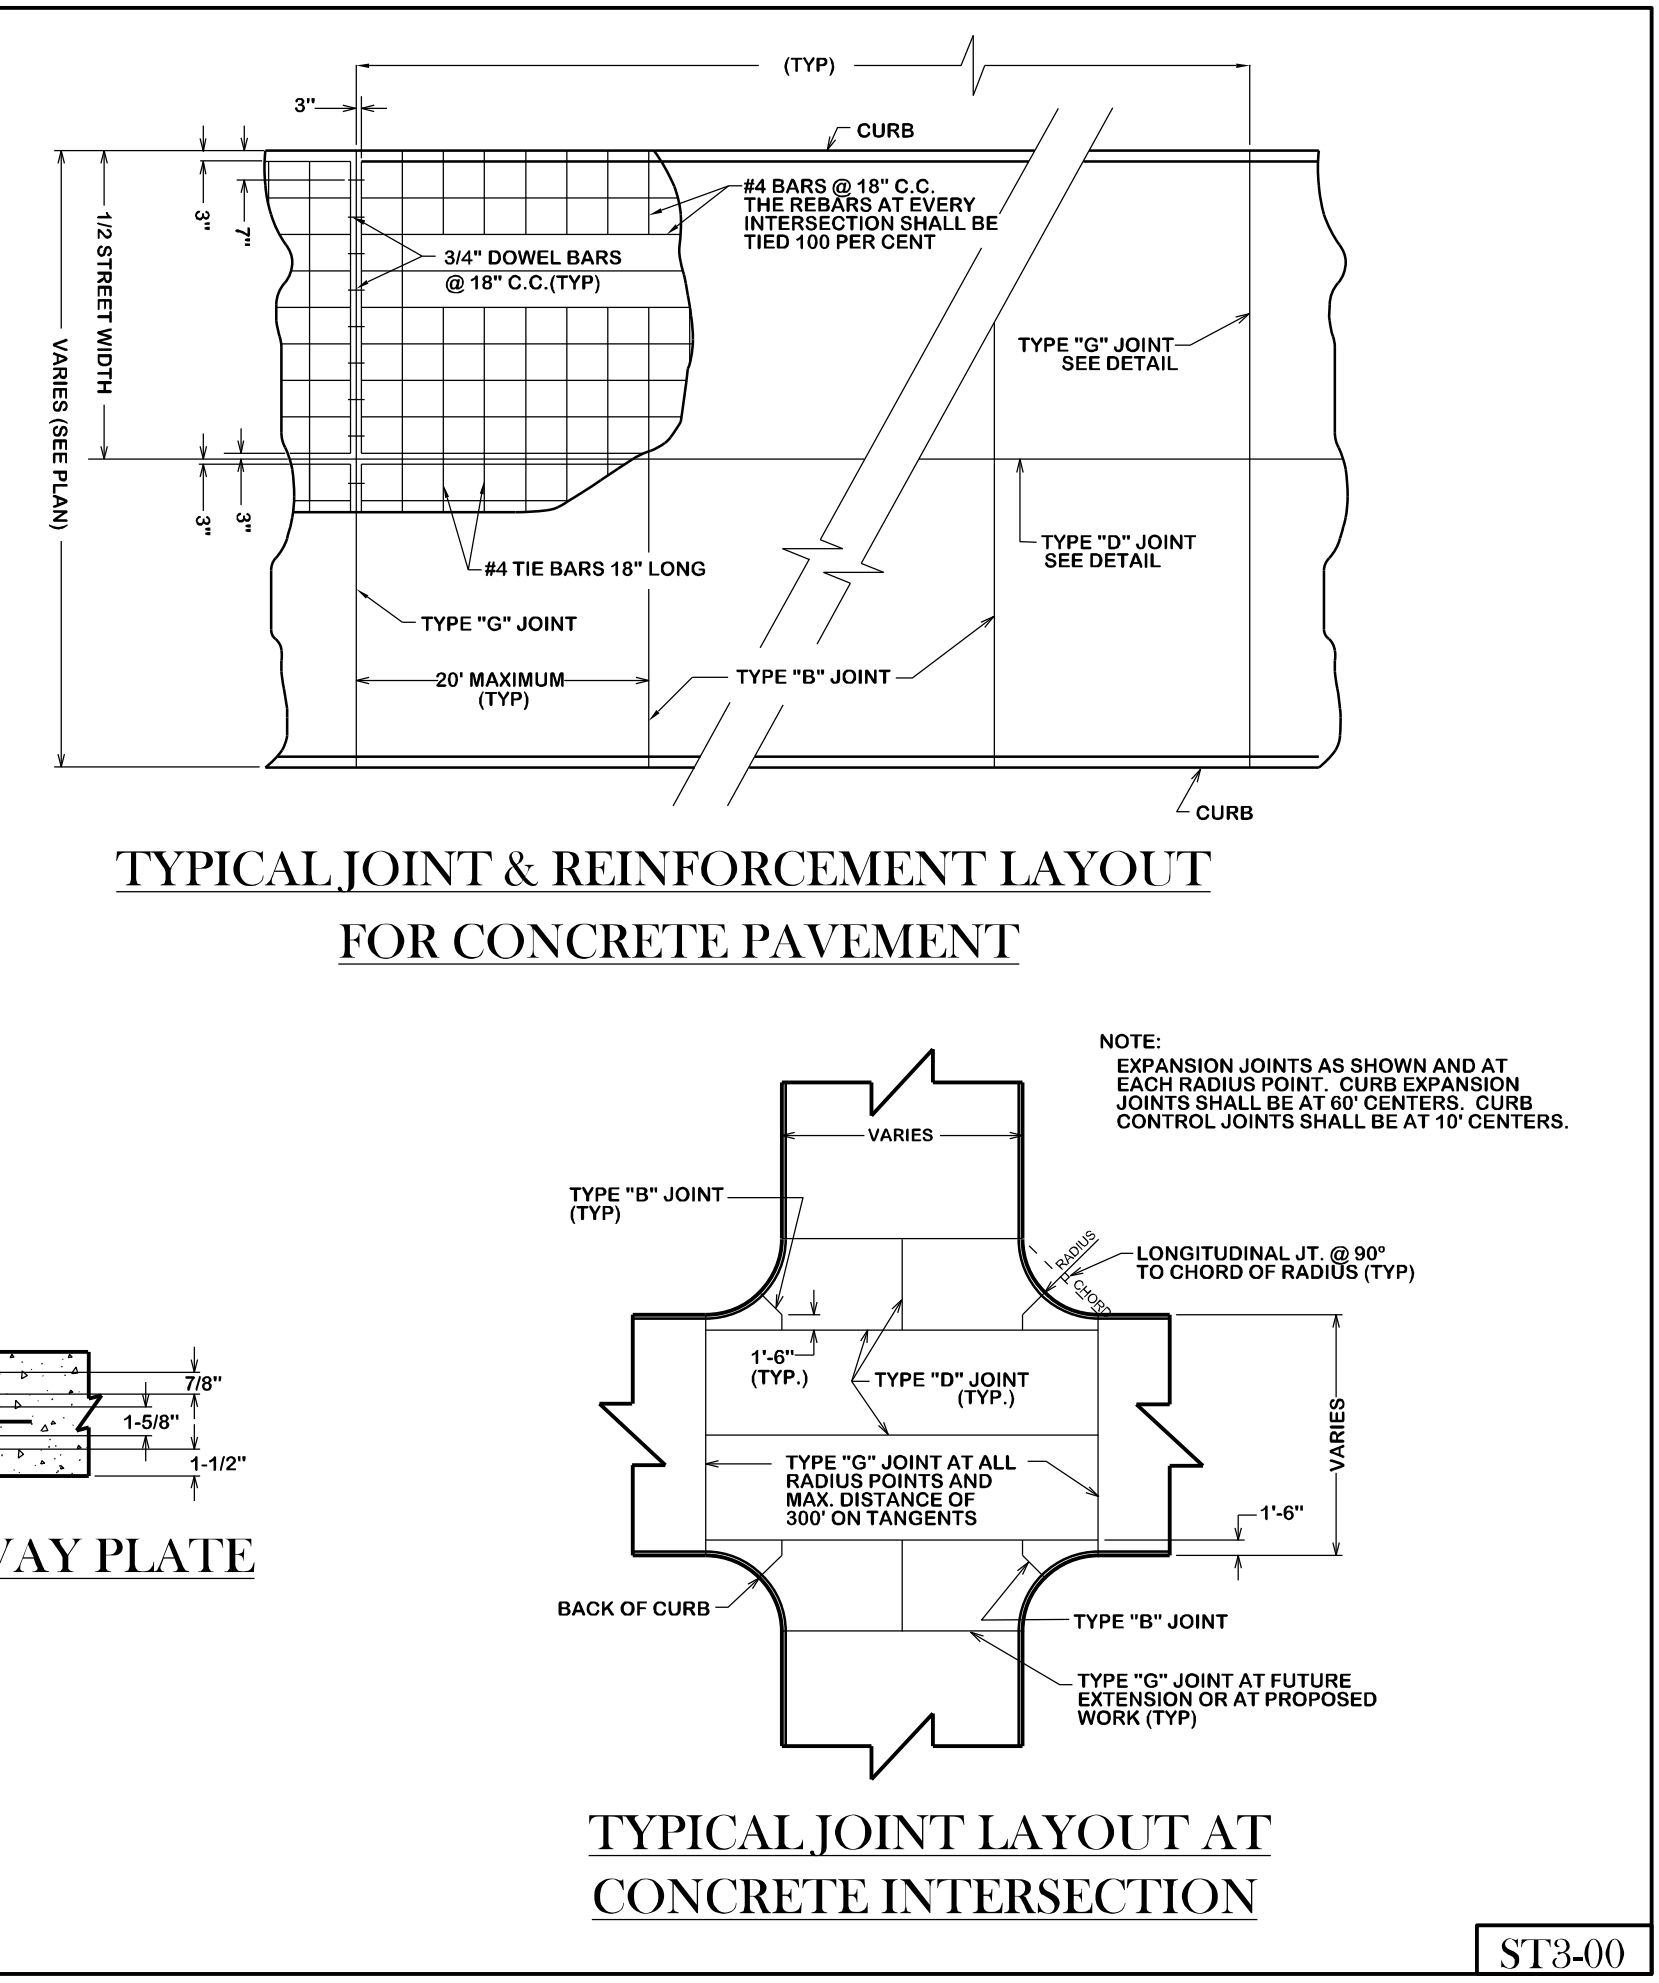 (TYP)
3"
CURB
#4 BARS @ 18" C.C.
THE REBARS AT EVERY
INTERSECTION SHALL BE
TIED 100 PER CENT
3"
7"
1/2 STREET WIDTH
VARIES (SEE PLAN)
3/4" DOWEL BARS
@ 18" C.C.(TYP)
TYPE "G" JOINT
SEE DETAIL
3"
3"
TYPE "D" JOINT
SEE DETAIL
#4 TIE BARS 18" LONG
TYPE "G" JOINT
20' MAXIMUM
(TYP)
TYPE "B" JOINT
CURB
TYPICAL JOINT & REINFORCEMENT LAYOUT
FOR CONCRETE PAVEMENT
NOTE:
EXPANSION JOINTS AS SHOWN AND AT
EACH RADIUS POINT. CURB EXPANSION
JOINTS SHALL BE AT 60' CENTERS. CURB
CONTROL JOINTS SHALL BE AT 10' CENTERS.
VARIES
TYPE "B" JOINT
(TYP)
RADIUS
CHORD
LONGITUDINAL JT. @ 90°
TO CHORD OF RADIUS (TYP)
1'-6"
(TYP.)
TYPE "D" JOINT
(TYP.)
VARIES
TYPE "G" JOINT AT ALL
RADIUS POINTS AND
MAX. DISTANCE OF
300' ON TANGENTS
1'-6"
7/8"
1-5/8"
1-1/2"
WAY PLATE
BACK OF CURB
TYPE "B" JOINT
TYPE "G" JOINT AT FUTURE
EXTENSION OR AT PROPOSED
WORK (TYP)
TYPICAL JOINT LAYOUT AT
CONCRETE INTERSECTION
ST3-00